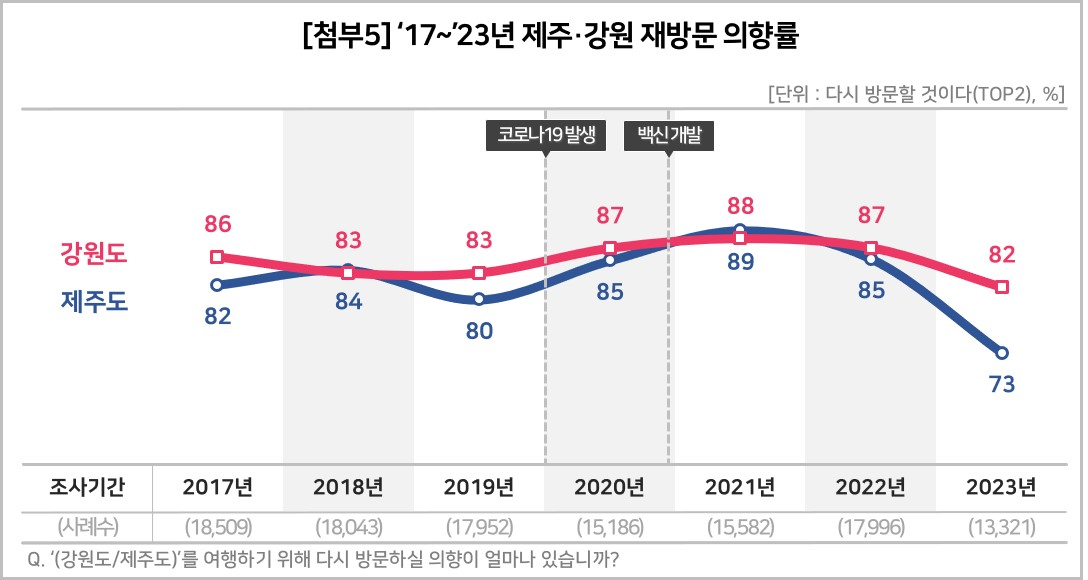 [첨부5] ‘17~’23년 제주·강원 재방문 의향률
[단위 : 다시 방문할 것이다(TOP2), %]
코로나19 발생 백신 개발
86 83 83 87 88 87 82
강원도
제주도
82 84 80 85 89 85 73
조사기간 2017년 2018년 2019년 2020년 2021년 2022년 2023년
(사례수) (18,509) (18,043) (17,952) (15,186) (15,582) (17,996) (13,321)
Q. ‘(강원도/제주도)’를 여행하기 위해 다시 방문하실 의향이 얼마나 있습니까?